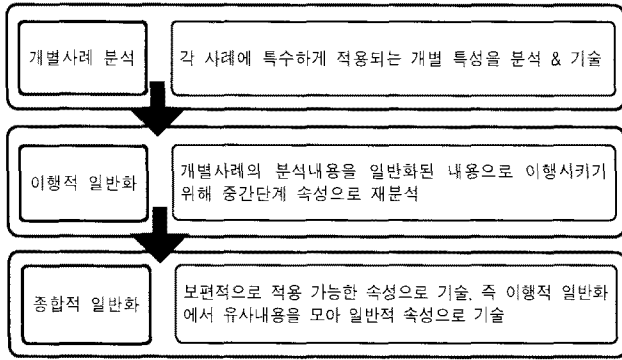 개별사례 분석
각 사례에 특수하게 적용되는 개별 특성을 분석 & 기술
이행적 일반화
개별사례의 분석내용을 일반화된 내용으로 이행시키기
위해 중간단계 속성으로 재분석
종합적 일반화
보편적으로 적용 가능한 속성으로 기술, 즉 이행적 일반화
에서 유사내용을 모아 일반적 속성으로 기술